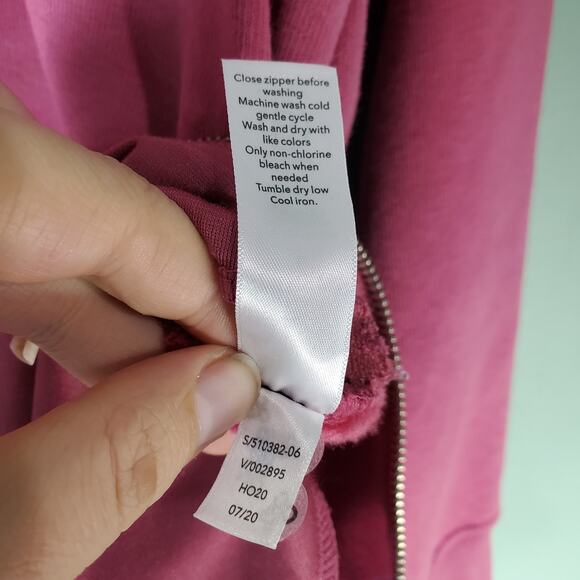 Close zipper before
washing
Machine wash cold
gentle cycle
Wash and dry with
like colors
Only non-chlorine
bleach when
needed
Tumble dry low
Cool iron.
S/510382-06
V/002895
HO20
07/20